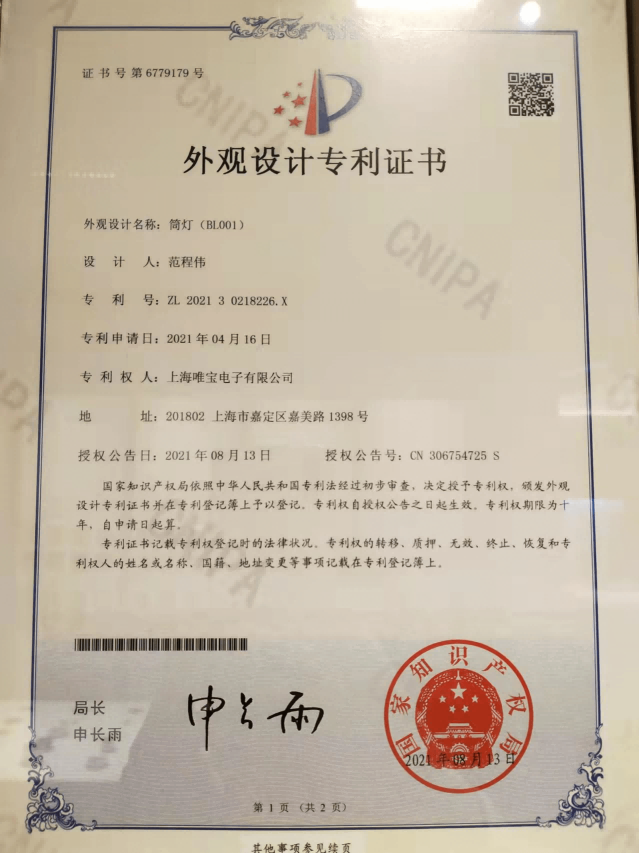 证书号第6779179号
外观设计专利证书
外观设计名称：筒灯（BL001）
设 计 人：范程伟
专 利 号：ZL 2021 3 0218226.X
专利申请日：2021年04月16日
专 利 权 人：上海唯宝电子有限公司
地 址：201802 上海市嘉定区嘉美路1398号
授权公告日：2021年08月13日 授权公告号：CN 306754725 S
国家知识产权局依照中华人民共和国专利法经过初步审查，决定授予专利权，颁发外观
设计专利证书并在专利登记簿上予以登记。专利权自授权公告之日起生效。专利权期限为十
年，自申请日起算。
专利证书记载专利权登记时的法律状况。专利权的转移、质押、无效、终止、恢复和专
利权人的姓名或名称、国籍、地址变更等事项记载在专利登记簿上。
局长
申长雨
申长雨
国家知识产权局
2021年08月13日
第 1 页 （共 2 页）
其他事项参见续页
CNIPA
CNIPA
CNIPA
CNIPA